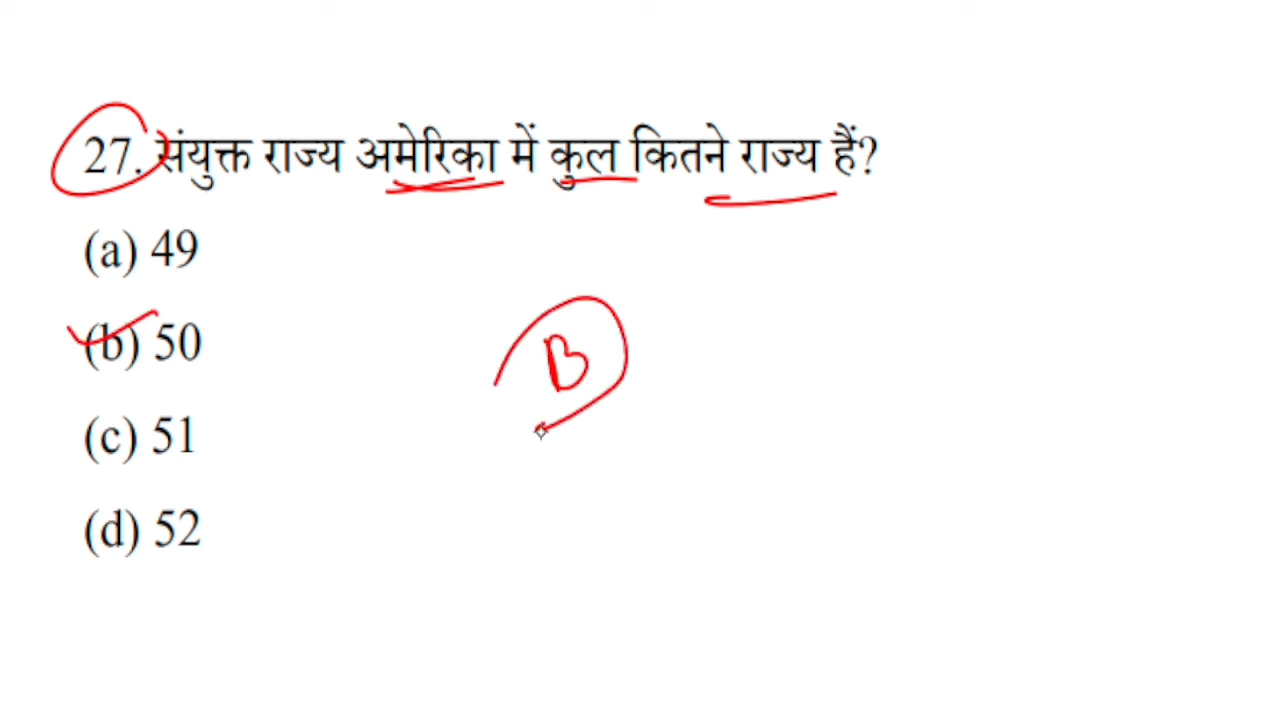 27. संयुक्त राज्य अमेरिका में कुल कितने राज्य हैं?
(a) 49
(b) 50
B
(c) 51
(d) 52